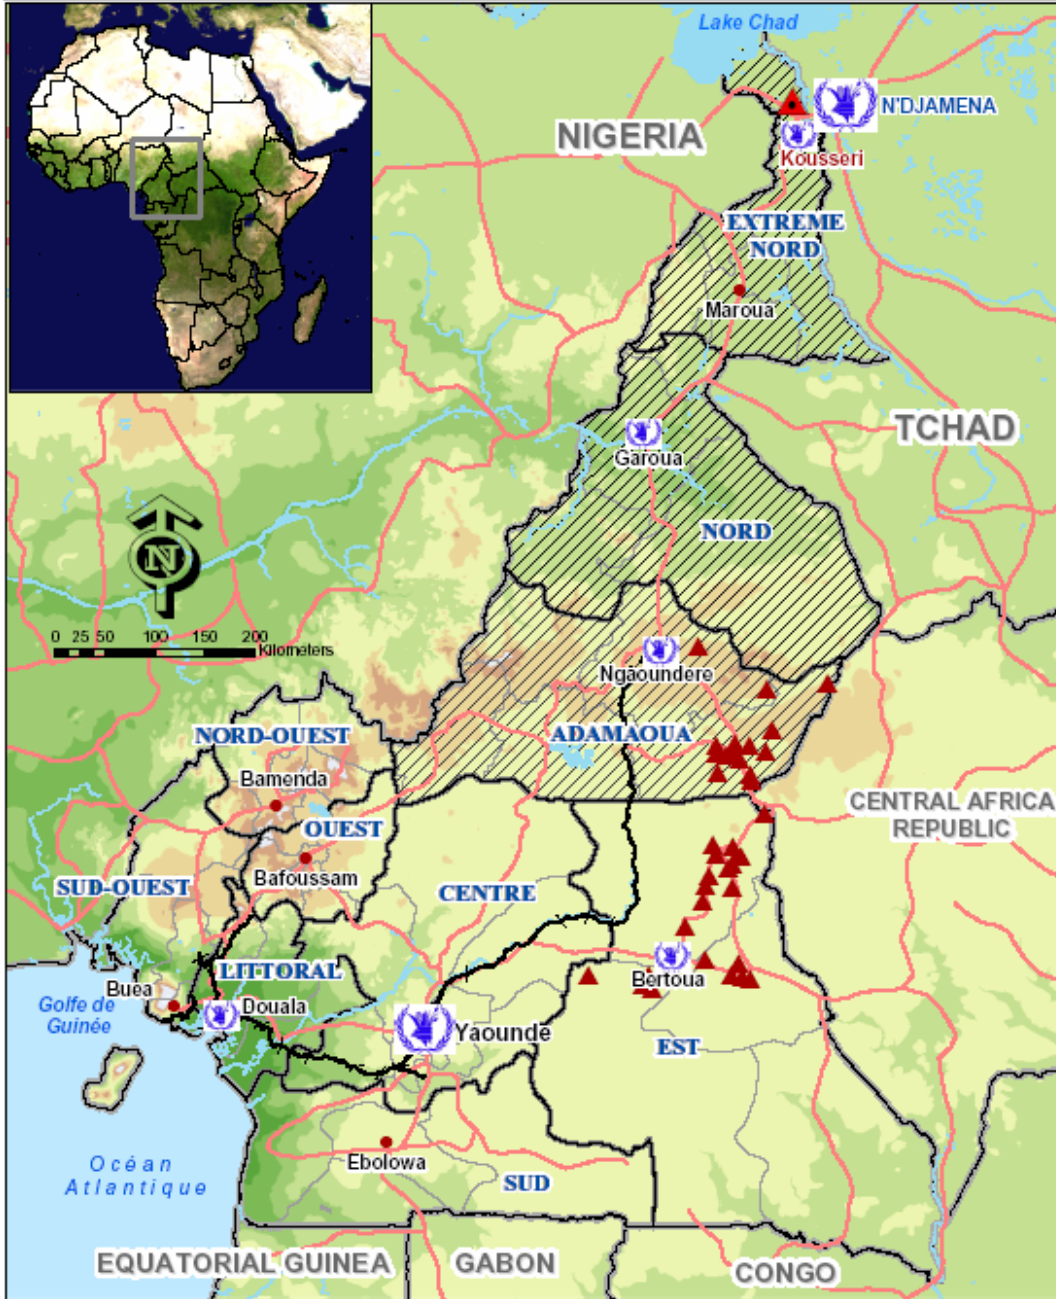 Lake Chad
N'DJAMENA
NIGERIA
Kousseri
EXTREME
NORD
Maroua
TCHAD
Garoua
NORD
N
0 25 50 100 150 200
Kilometers
Ngaoundere
NORD-OUEST
ADAMAOUA
Bamenda
CENTRAL AFRICA
REPUBLIC
OUEST
Bafoussam
SUD-OUEST
CENTRE
LITTORAL
Bertoua
Buea
Douala
Golfe de
Guinée
Yaoundé
EST
Ebolowa
Océan
Atlantique
SUD
EQUATORIAL GUINEA
GABON
CONGO